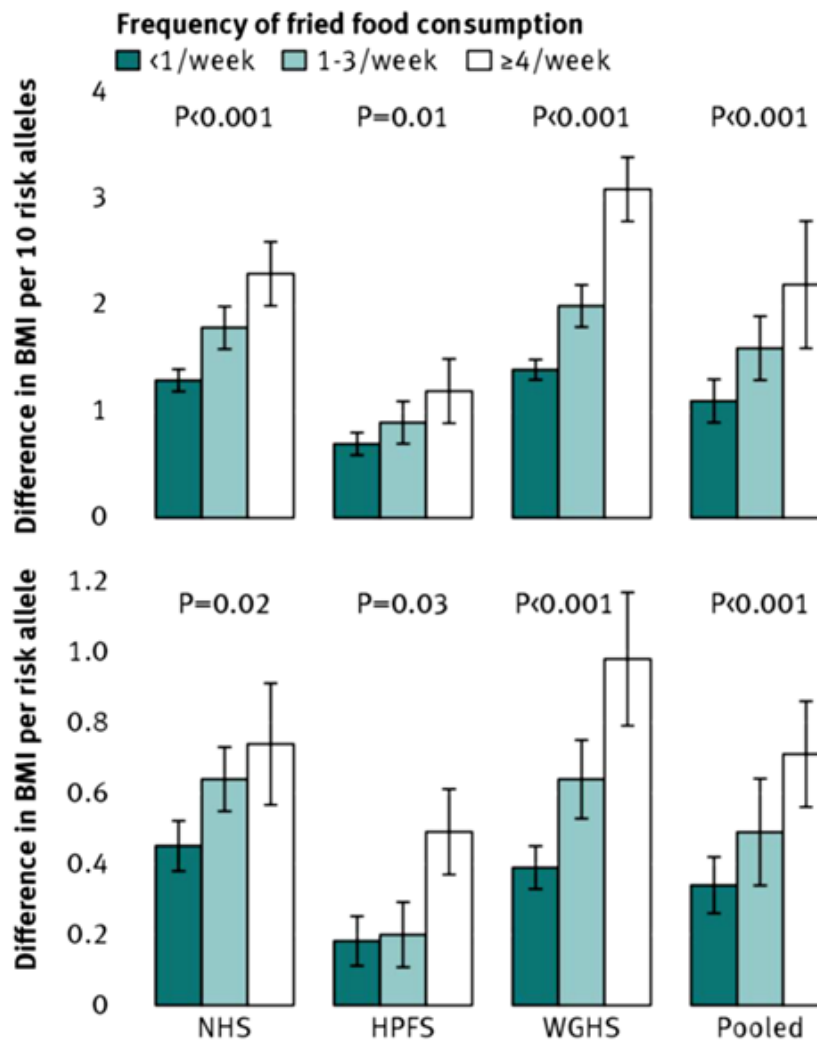 Frequency of fried food consumption
<1/week 1-3/week ≥4/week
Difference in BMI per 10 risk alleles
4
3
2
1
0
P<0.001 P=0.01 P<0.001 P<0.001
Difference in BMI per risk allele
1.2
1.0
0.8
0.6
0.4
0.2
0
P=0.02 P=0.03 P<0.001 P<0.001
NHS HPFS WGHS Pooled